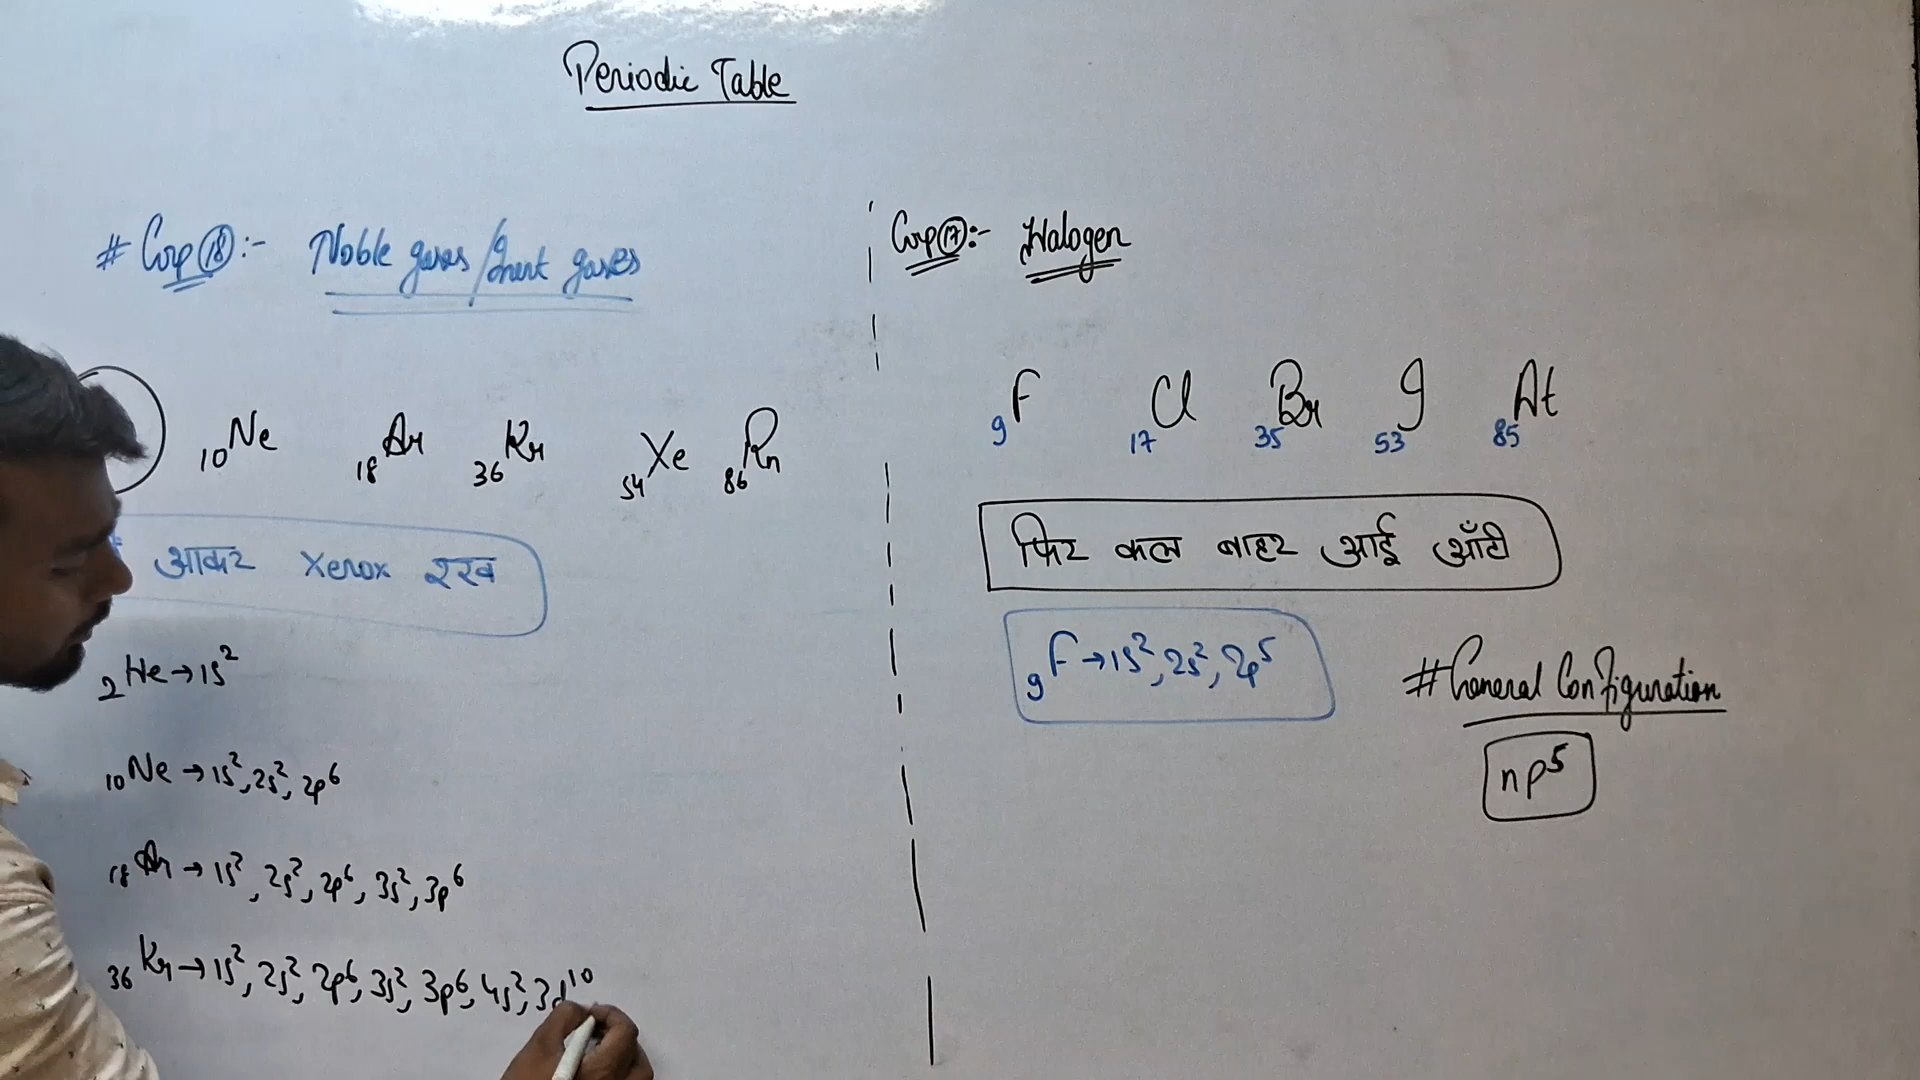 Periodic Table
# Grp 18 :- Noble gases / Inert gases
10Ne 18Ar 36Kr 54Xe 86Rn
आकर Xerox रख
2He → 1s²
10Ne → 1s², 2s², 2p⁶
18Ar → 1s², 2s², 2p⁶, 3s², 3p⁶
36Kr → 1s², 2s², 2p⁶, 3s², 3p⁶, 4s², 3d¹⁰
Grp 17 :- Halogen
9F 17Cl 35Br 53I 85At
फिर कल बाहर आई आँटी
9F → 1s², 2s², 2p⁵
# General Configuration
np⁵